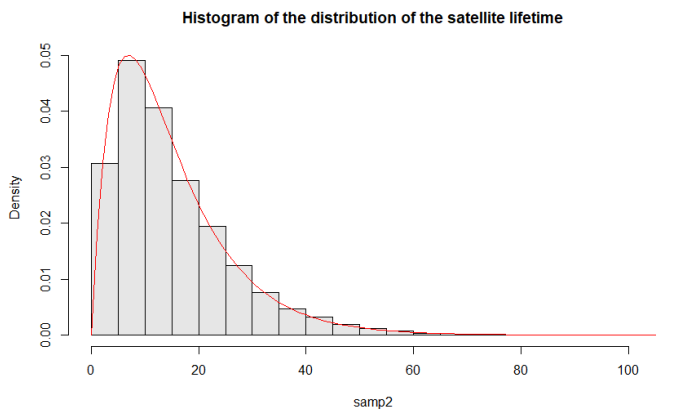 Histogram of the distribution of the satellite lifetime
Density
0.05
0.04
0.03
0.02
0.01
0.00
0 20 40 60 80 100
samp2